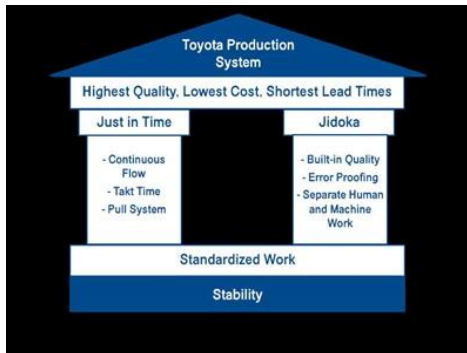 Toyota Production
System
Highest Quality, Lowest Cost, Shortest Lead Times
Just in Time
- Continuous
Flow
- Takt Time
- Pull System
Jidoka
- Built-in Quality
- Error Proofing
- Separate Human
and Machine
Work
Standardized Work
Stability